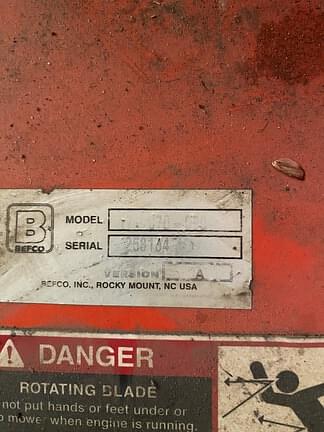 B
BEFCO
MODEL
SERIAL
VERSION A
BEFCO, INC., ROCKY MOUNT, NC USA
DANGER
ROTATING BLADE
not put hands or feet under or
mower when engine is running.